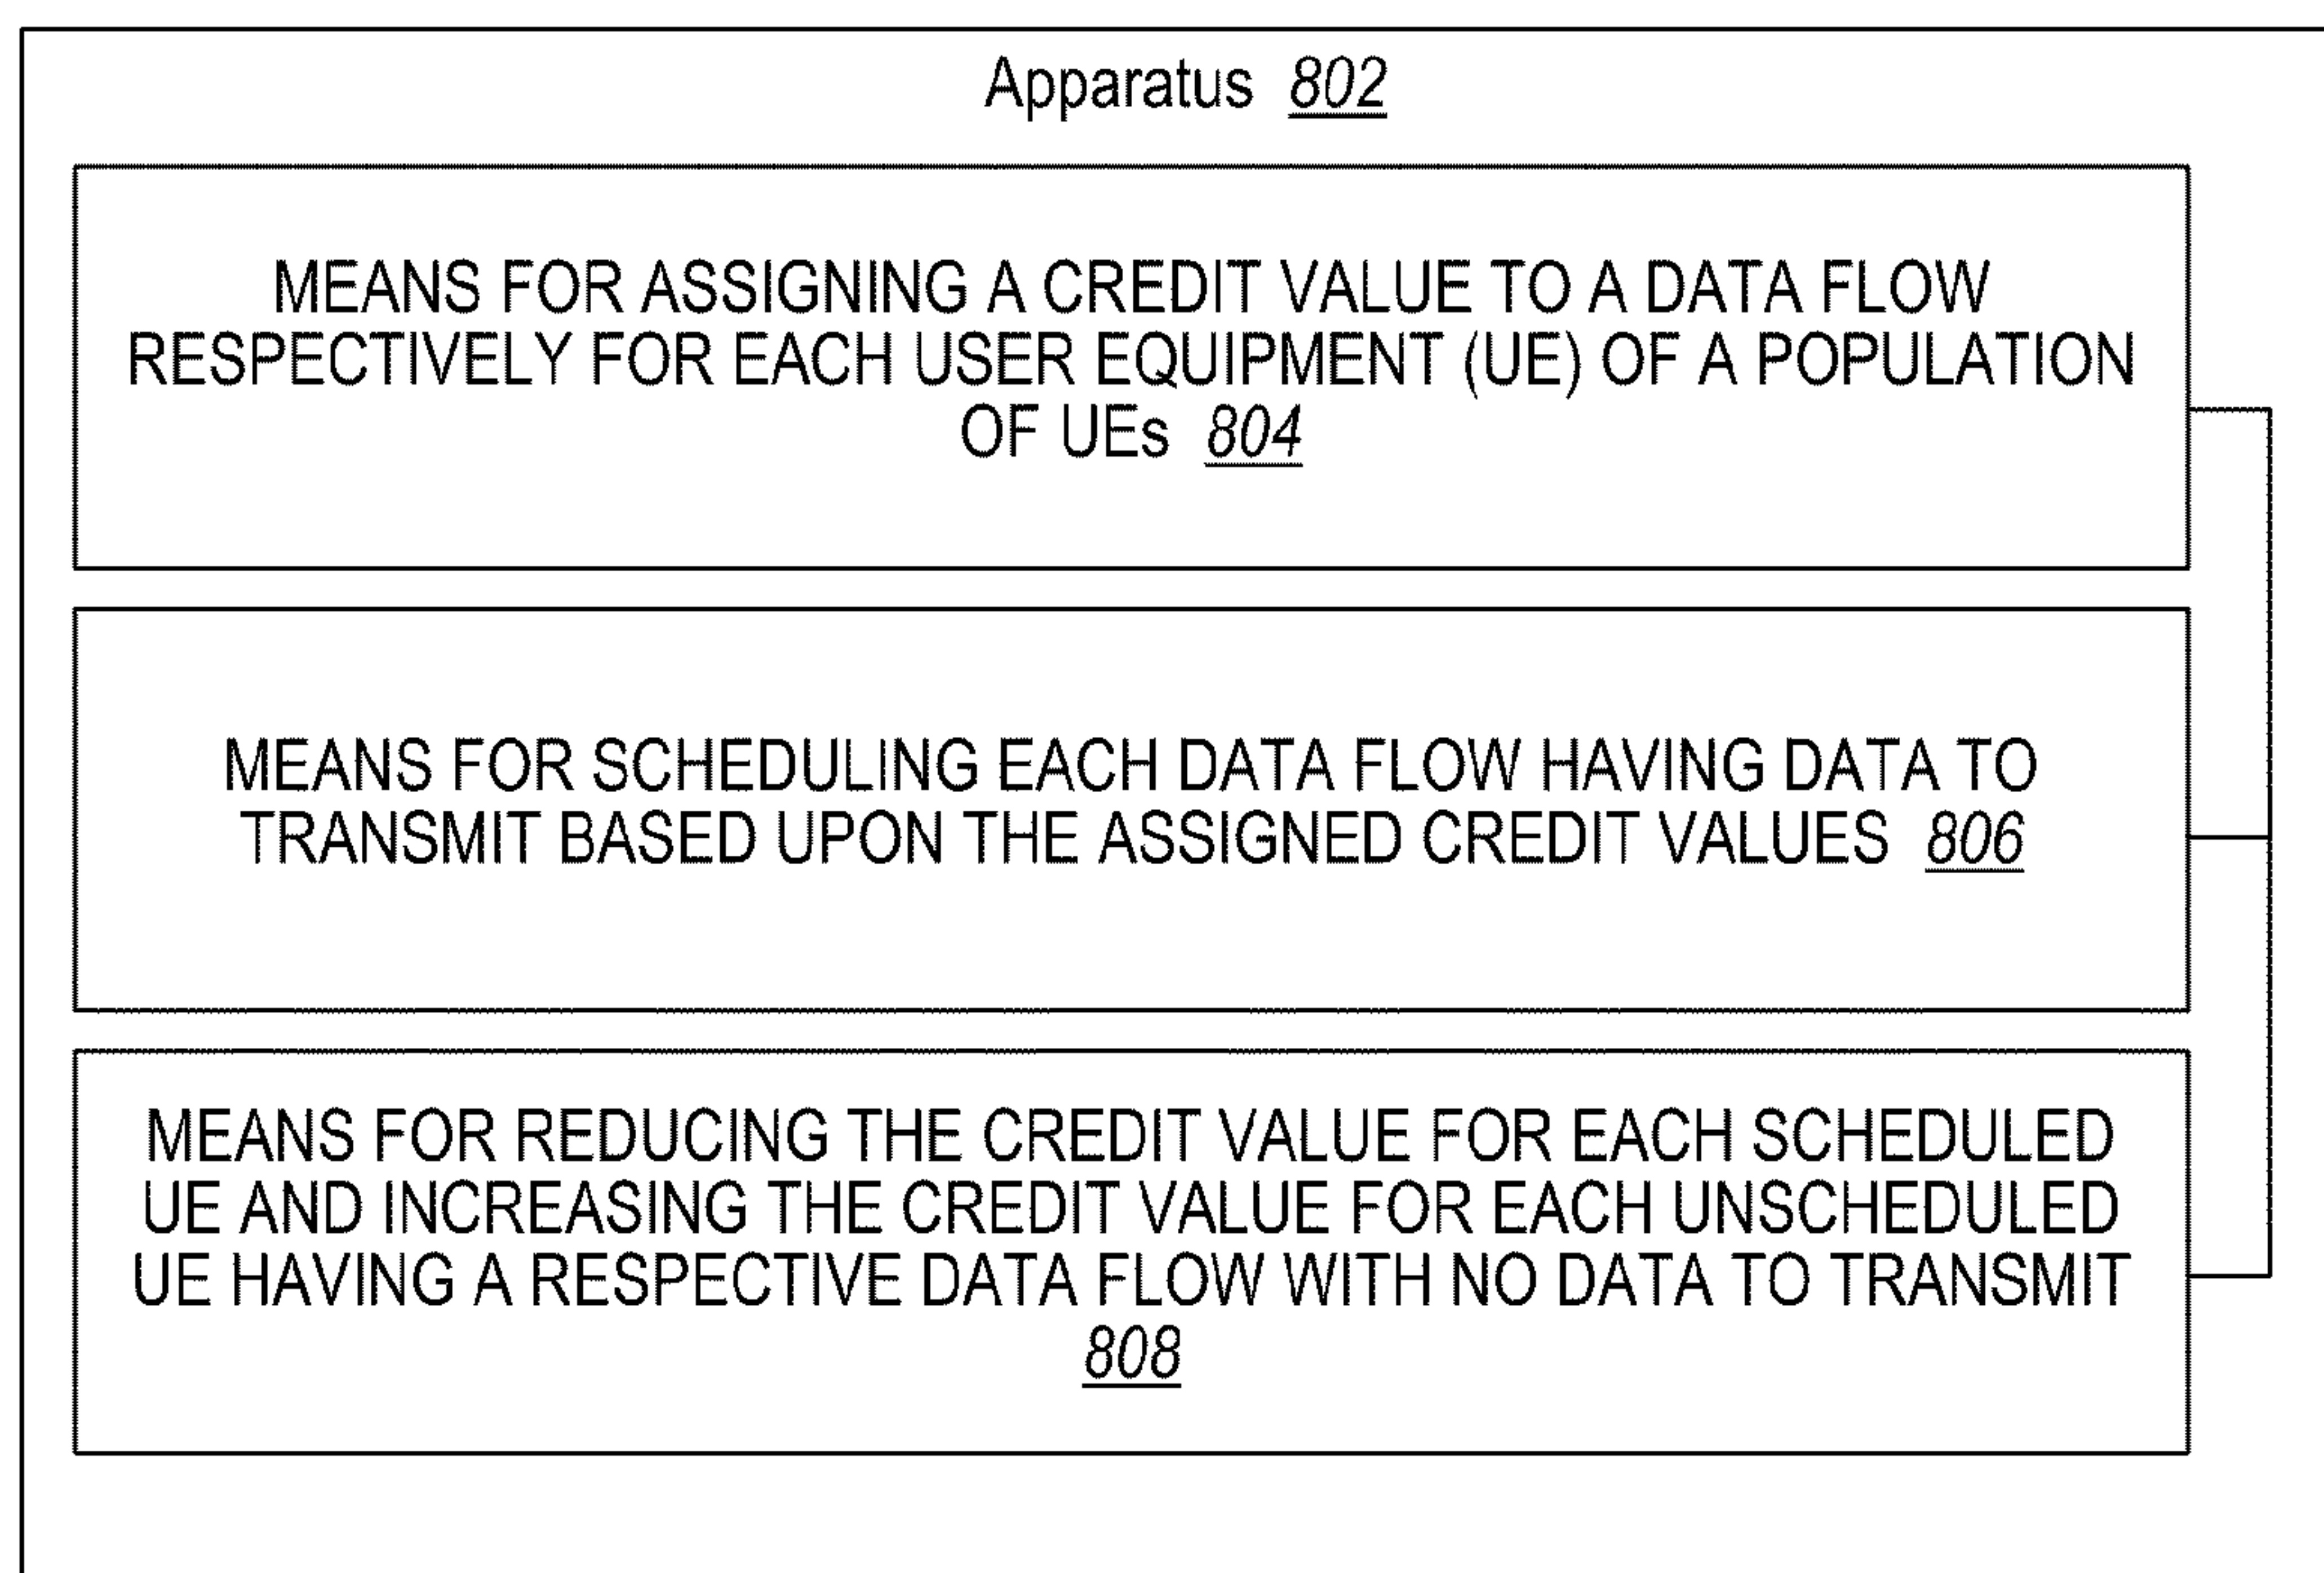 Apparatus 802
MEANS FOR ASSIGNING A CREDIT VALUE TO A DATA FLOW
RESPECTIVELY FOR EACH USER EQUIPMENT (UE) OF A POPULATION
OF UEs 804
MEANS FOR SCHEDULING EACH DATA FLOW HAVING DATA TO
TRANSMIT BASED UPON THE ASSIGNED CREDIT VALUES 806
MEANS FOR REDUCING THE CREDIT VALUE FOR EACH SCHEDULED
UE AND INCREASING THE CREDIT VALUE FOR EACH UNSCHEDULED
UE HAVING A RESPECTIVE DATA FLOW WITH NO DATA TO TRANSMIT
808